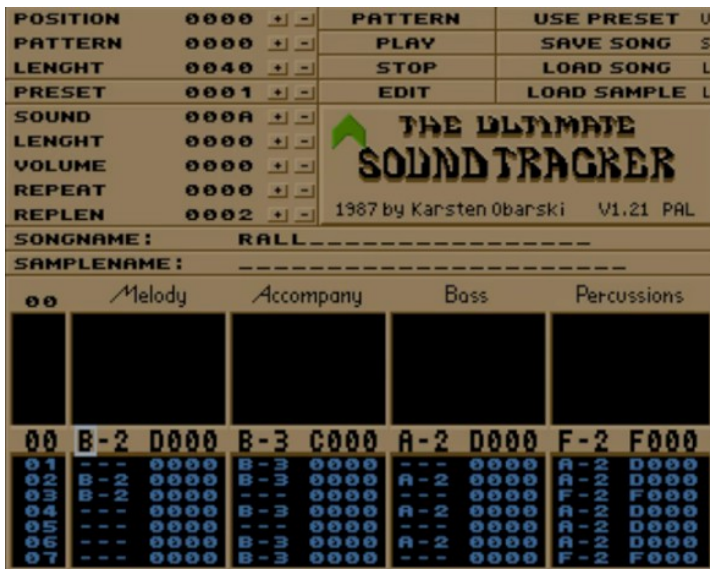 POSITION 0000 + - PATTERN USE PRESET U
PATTERN 0000 + - PLAY SAVE SONG S
LENGHT 0040 + - STOP LOAD SONG L
PRESET 0001 + - EDIT LOAD SAMPLE L
SOUND 000A + -
LENGHT 0000 + -
VOLUME 0000 + -
REPEAT 0000 + -
REPLEN 0002 + -
THE ULTIMATE
SOUNDTRACKER
1987 by Karsten Obarski V1.21 PAL
SONGNAME: RALL________________
SAMPLENAME: ______________________
00 Melody Accompany Bass Percussions
00 B-2 D000 B-3 C000 A-2 D000 F-2 F000
01 --- 0000 B-3 0000 --- 0000 A-2 D000
02 B-2 0000 B-3 0000 A-2 0000 A-2 D000
03 B-2 0000 --- 0000 --- 0000 F-2 F000
04 --- 0000 B-3 0000 A-2 0000 A-2 D000
05 --- 0000 --- 0000 --- 0000 A-2 D000
06 --- 0000 B-3 0000 A-2 0000 A-2 D000
07 --- 0000 B-3 0000 --- 0000 F-2 F000